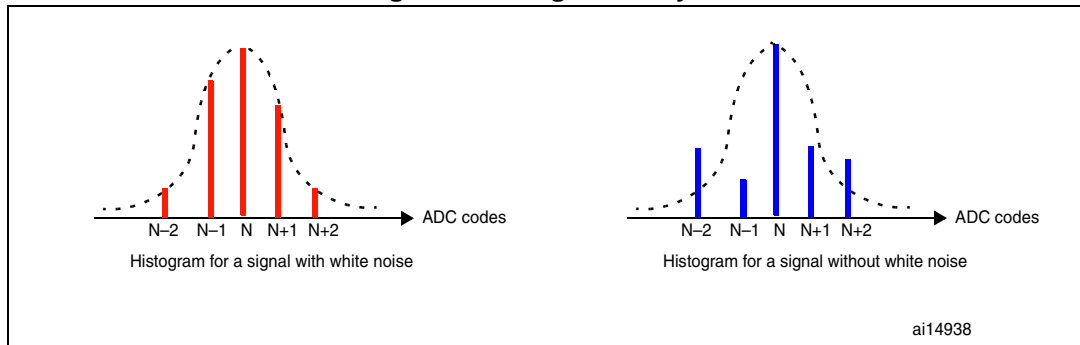 ADC codes
N–2 N–1 N N+1 N+2
Histogram for a signal with white noise
ADC codes
N–2 N–1 N N+1 N+2
Histogram for a signal without white noise
ai14938